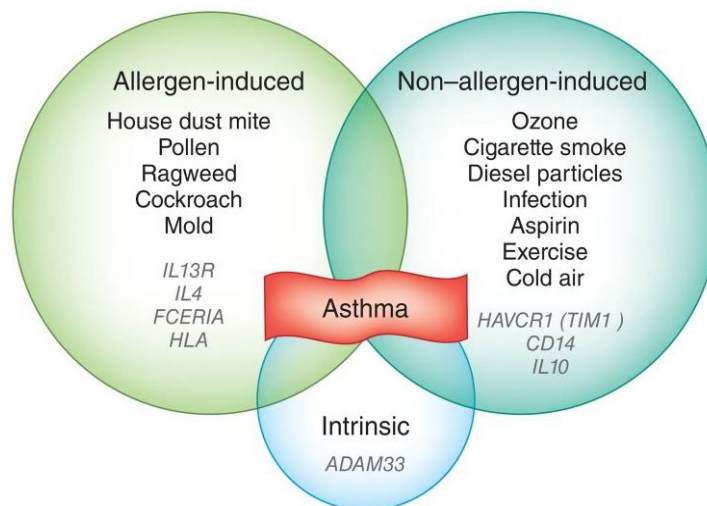 Allergen-induced
House dust mite
Pollen
Ragweed
Cockroach
Mold
IL13R
IL4
FCERIA
HLA
Non–allergen-induced
Ozone
Cigarette smoke
Diesel particles
Infection
Aspirin
Exercise
Cold air
HAVCR1 (TIM1 )
CD14
IL10
Asthma
Intrinsic
ADAM33